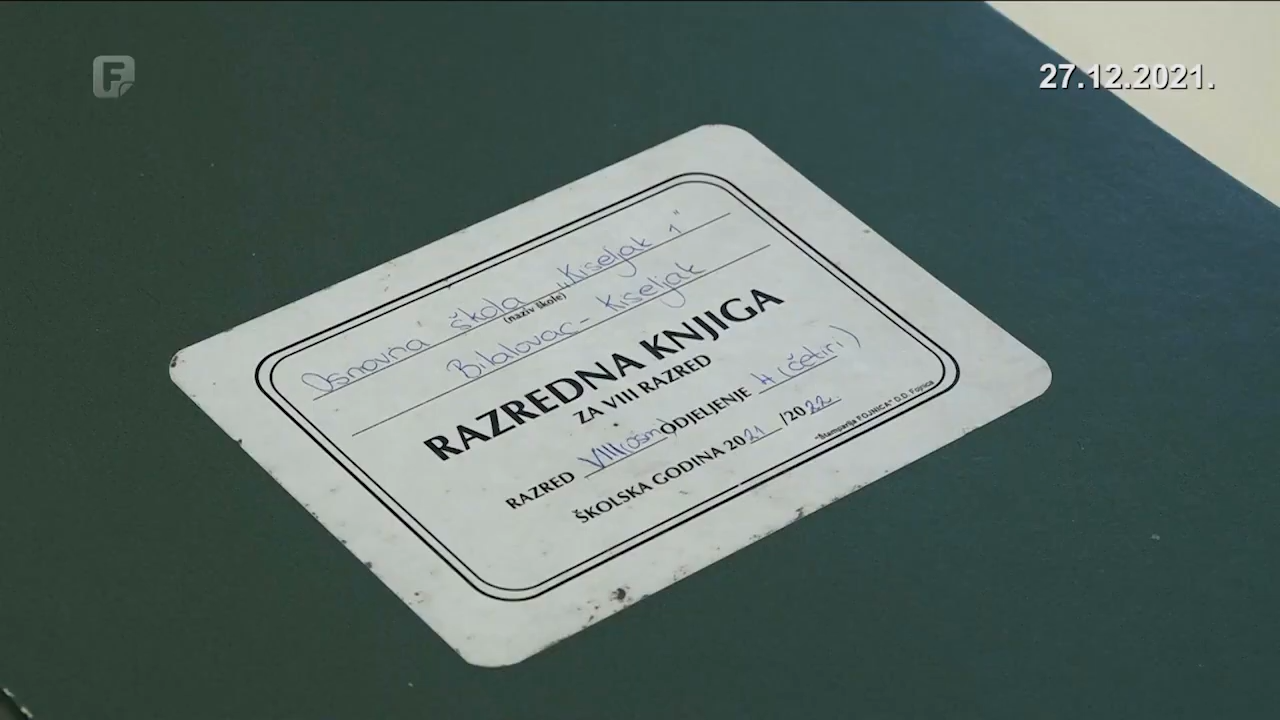 F
27.12.2021.
Osnovna škola „Kiseljak 1"
(naziv škole)
Bilalovac - Kiseljak
RAZREDNA KNJIGA
ZA VIII RAZRED
RAZRED VIII (osmi) ODJELJENJE 4 (četiri)
ŠKOLSKA GODINA 2021 /2022.
"Štamparija FOJNICA" D.D. Fojnica